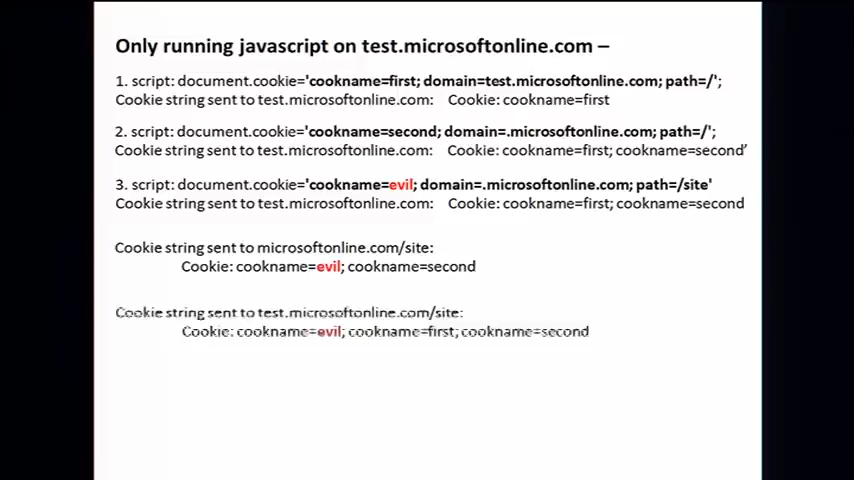 Only running javascript on test.microsoftonline.com –
1. script: document.cookie='cookname=first; domain=test.microsoftonline.com; path=/';
Cookie string sent to test.microsoftonline.com: Cookie: cookname=first
2. script: document.cookie='cookname=second; domain=.microsoftonline.com; path=/';
Cookie string sent to test.microsoftonline.com: Cookie: cookname=first; cookname=second’
3. script: document.cookie='cookname=evil; domain=.microsoftonline.com; path=/site'
Cookie string sent to test.microsoftonline.com: Cookie: cookname=first; cookname=second
Cookie string sent to microsoftonline.com/site:
Cookie: cookname=evil; cookname=second
Cookie string sent to test.microsoftonline.com/site:
Cookie: cookname=evil; cookname=first; cookname=second